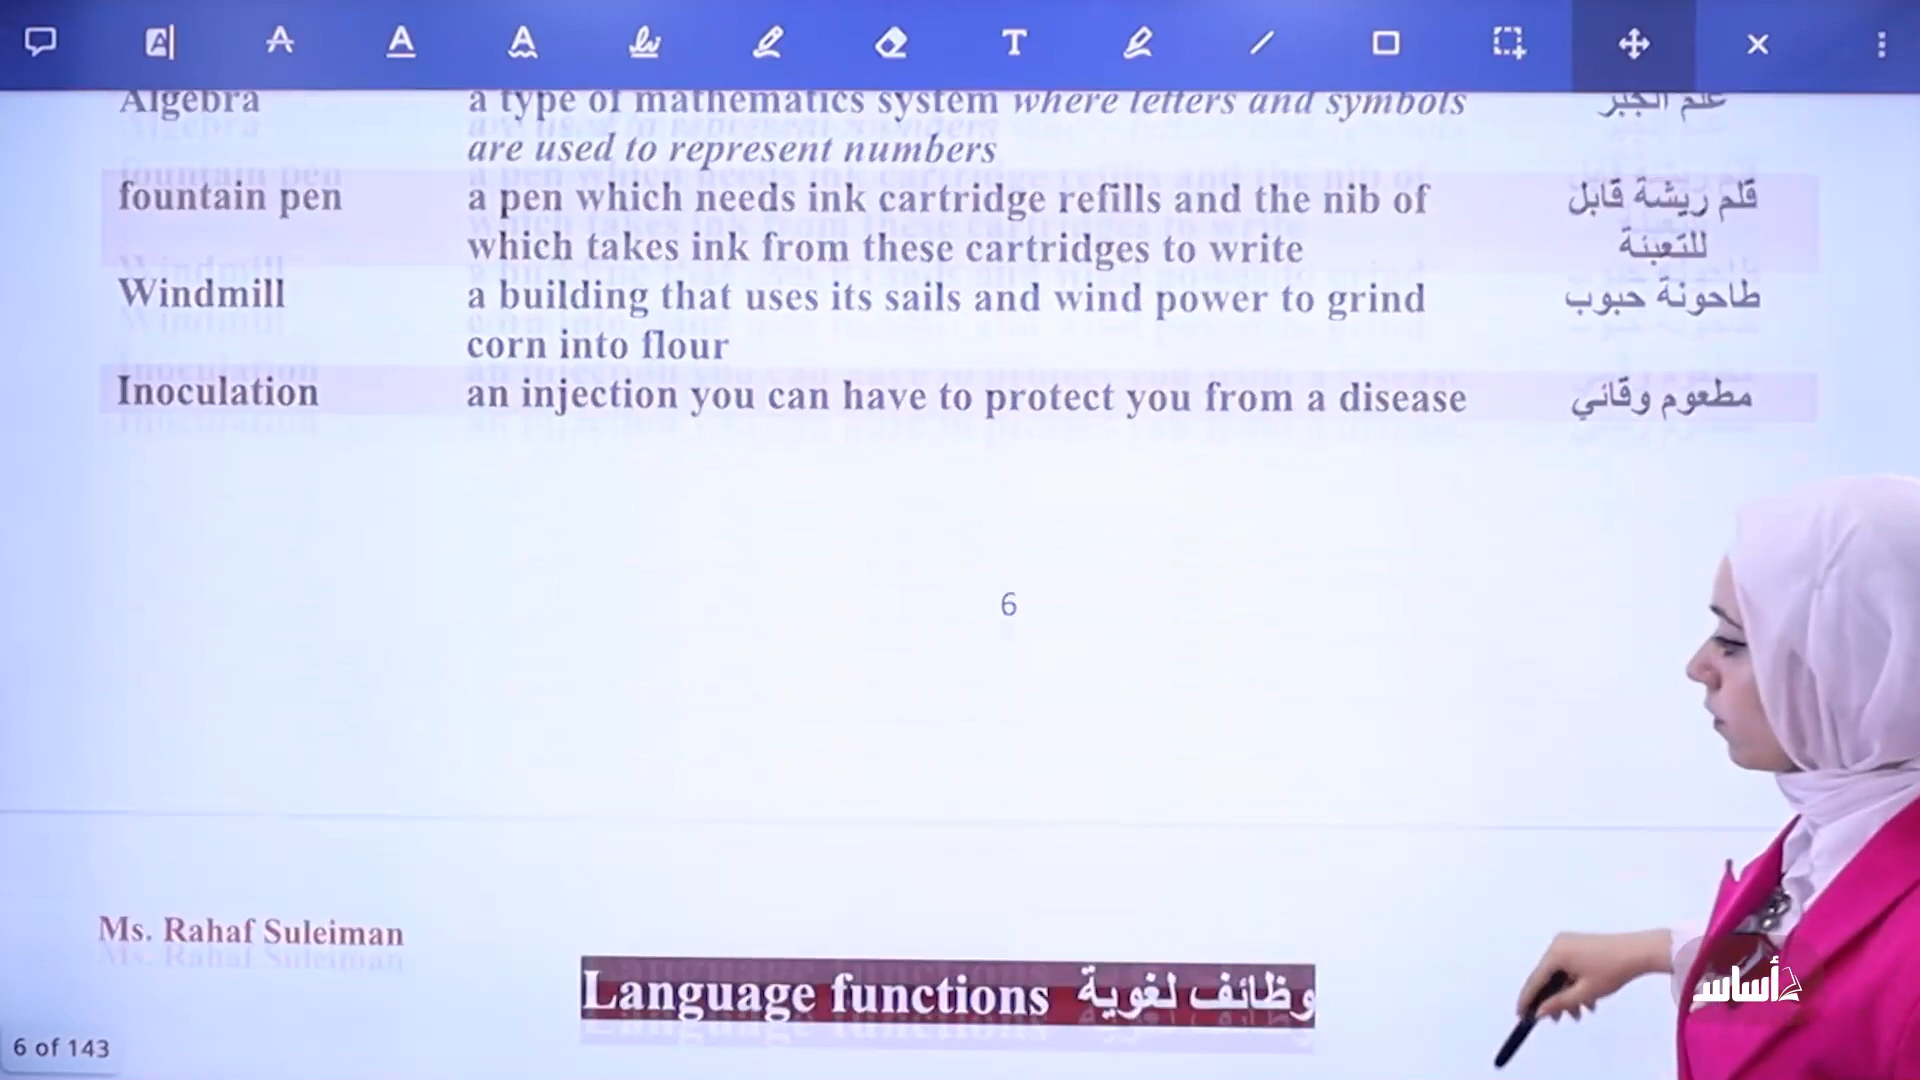 Algebra a type of mathematics system where letters and symbols علم الجبر
are used to represent numbers
fountain pen a pen which needs ink cartridge refills and the nib of قلم ريشة قابل
which takes ink from these cartridges to write للتعبئة
Windmill a building that uses its sails and wind power to grind طاحونة حبوب
corn into flour
Inoculation an injection you can have to protect you from a disease مطعوم وقائي
6
Ms. Rahaf Suleiman
Language functions وظائف لغوية
أساس
6 of 143